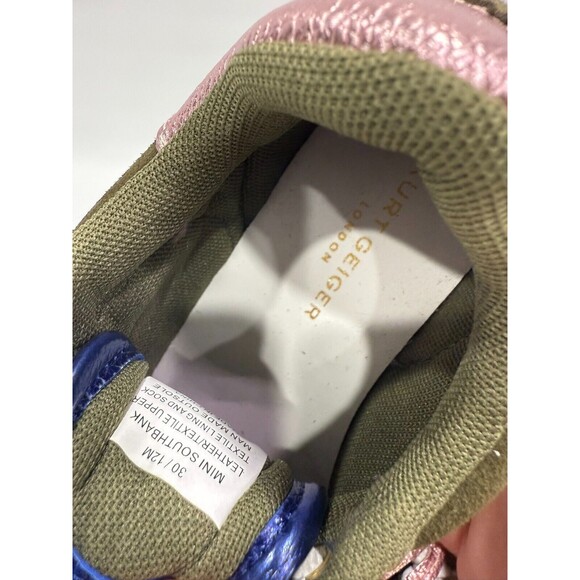 KURT GEIGER
LONDON
30/12M
MINI SOUTHBANK
LEATHER/TEXTILE UPPER
TEXTILE LINING AND SOCK
MAN MADE OUTSOLE